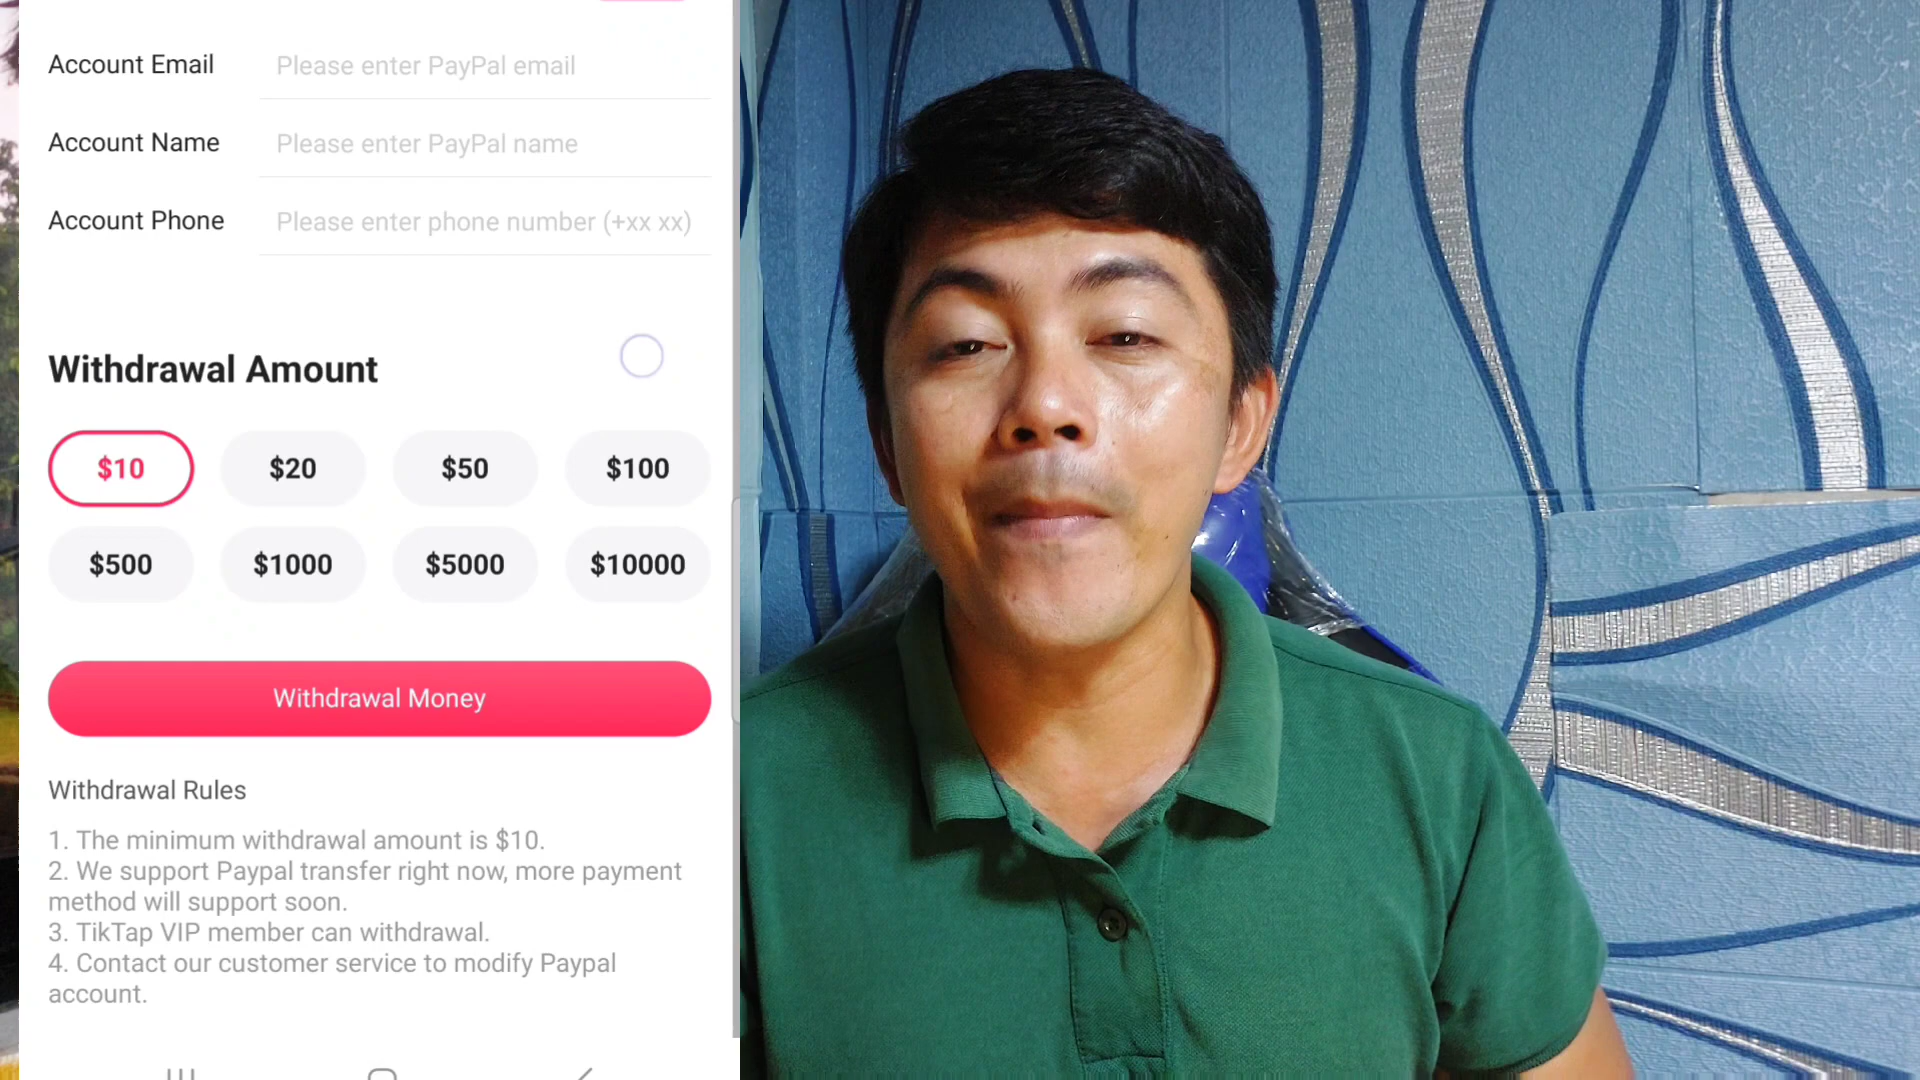 Account Email Please enter PayPal email
Account Name Please enter PayPal name
Account Phone Please enter phone number (+xx xx)
Withdrawal Amount
$10 $20 $50 $100
$500 $1000 $5000 $10000
Withdrawal Money
Withdrawal Rules
1. The minimum withdrawal amount is $10.
2. We support Paypal transfer right now, more payment
method will support soon.
3. TikTap VIP member can withdrawal.
4. Contact our customer service to modify Paypal
account.